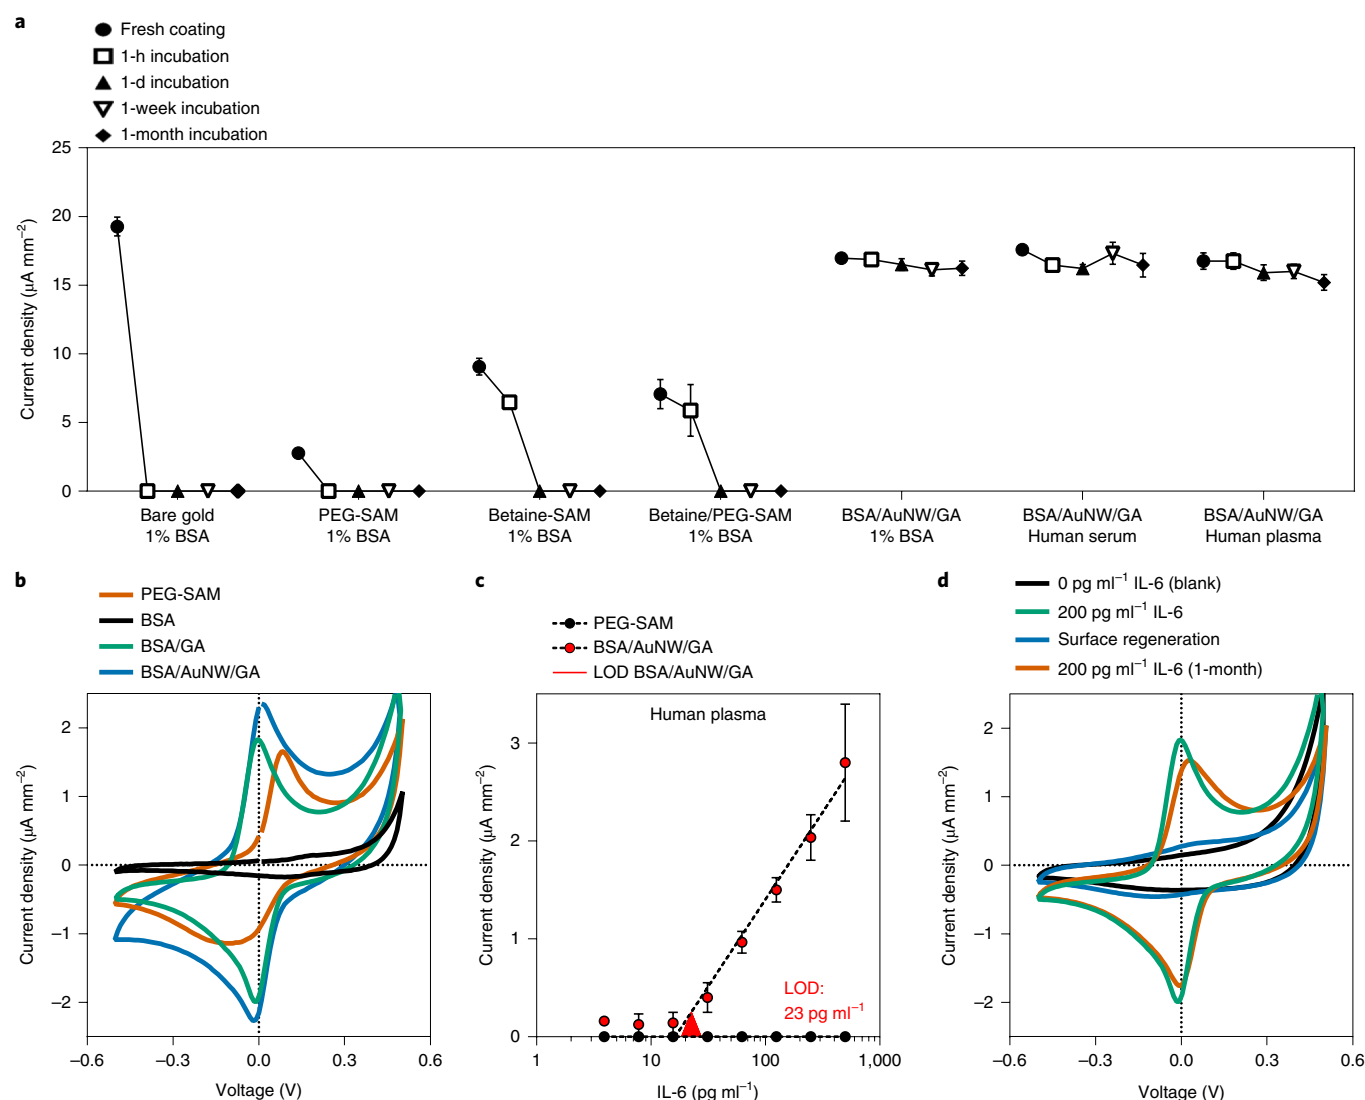 a
Fresh coating
1-h incubation
1-d incubation
1-week incubation
1-month incubation
25
20
15
10
5
0
Current density (µA mm⁻²)
Bare gold
1% BSA
PEG-SAM
1% BSA
Betaine-SAM
1% BSA
Betaine/PEG-SAM
1% BSA
BSA/AuNW/GA
1% BSA
BSA/AuNW/GA
Human serum
BSA/AuNW/GA
Human plasma
b
PEG-SAM
BSA
BSA/GA
BSA/AuNW/GA
2
1
0
−1
−2
Current density (µA mm⁻²)
−0.6
−0.3
0.0
0.3
0.6
Voltage (V)
c
PEG-SAM
BSA/AuNW/GA
LOD BSA/AuNW/GA
Human plasma
3
2
1
0
Current density (µA mm⁻²)
LOD:
23 pg ml⁻¹
1
10
100
1,000
IL-6 (pg ml⁻¹)
d
0 pg ml⁻¹ IL-6 (blank)
200 pg ml⁻¹ IL-6
Surface regeneration
200 pg ml⁻¹ IL-6 (1-month)
2
1
0
−1
−2
Current density (µA mm⁻²)
−0.6
−0.3
0.0
0.3
0.6
Voltage (V)